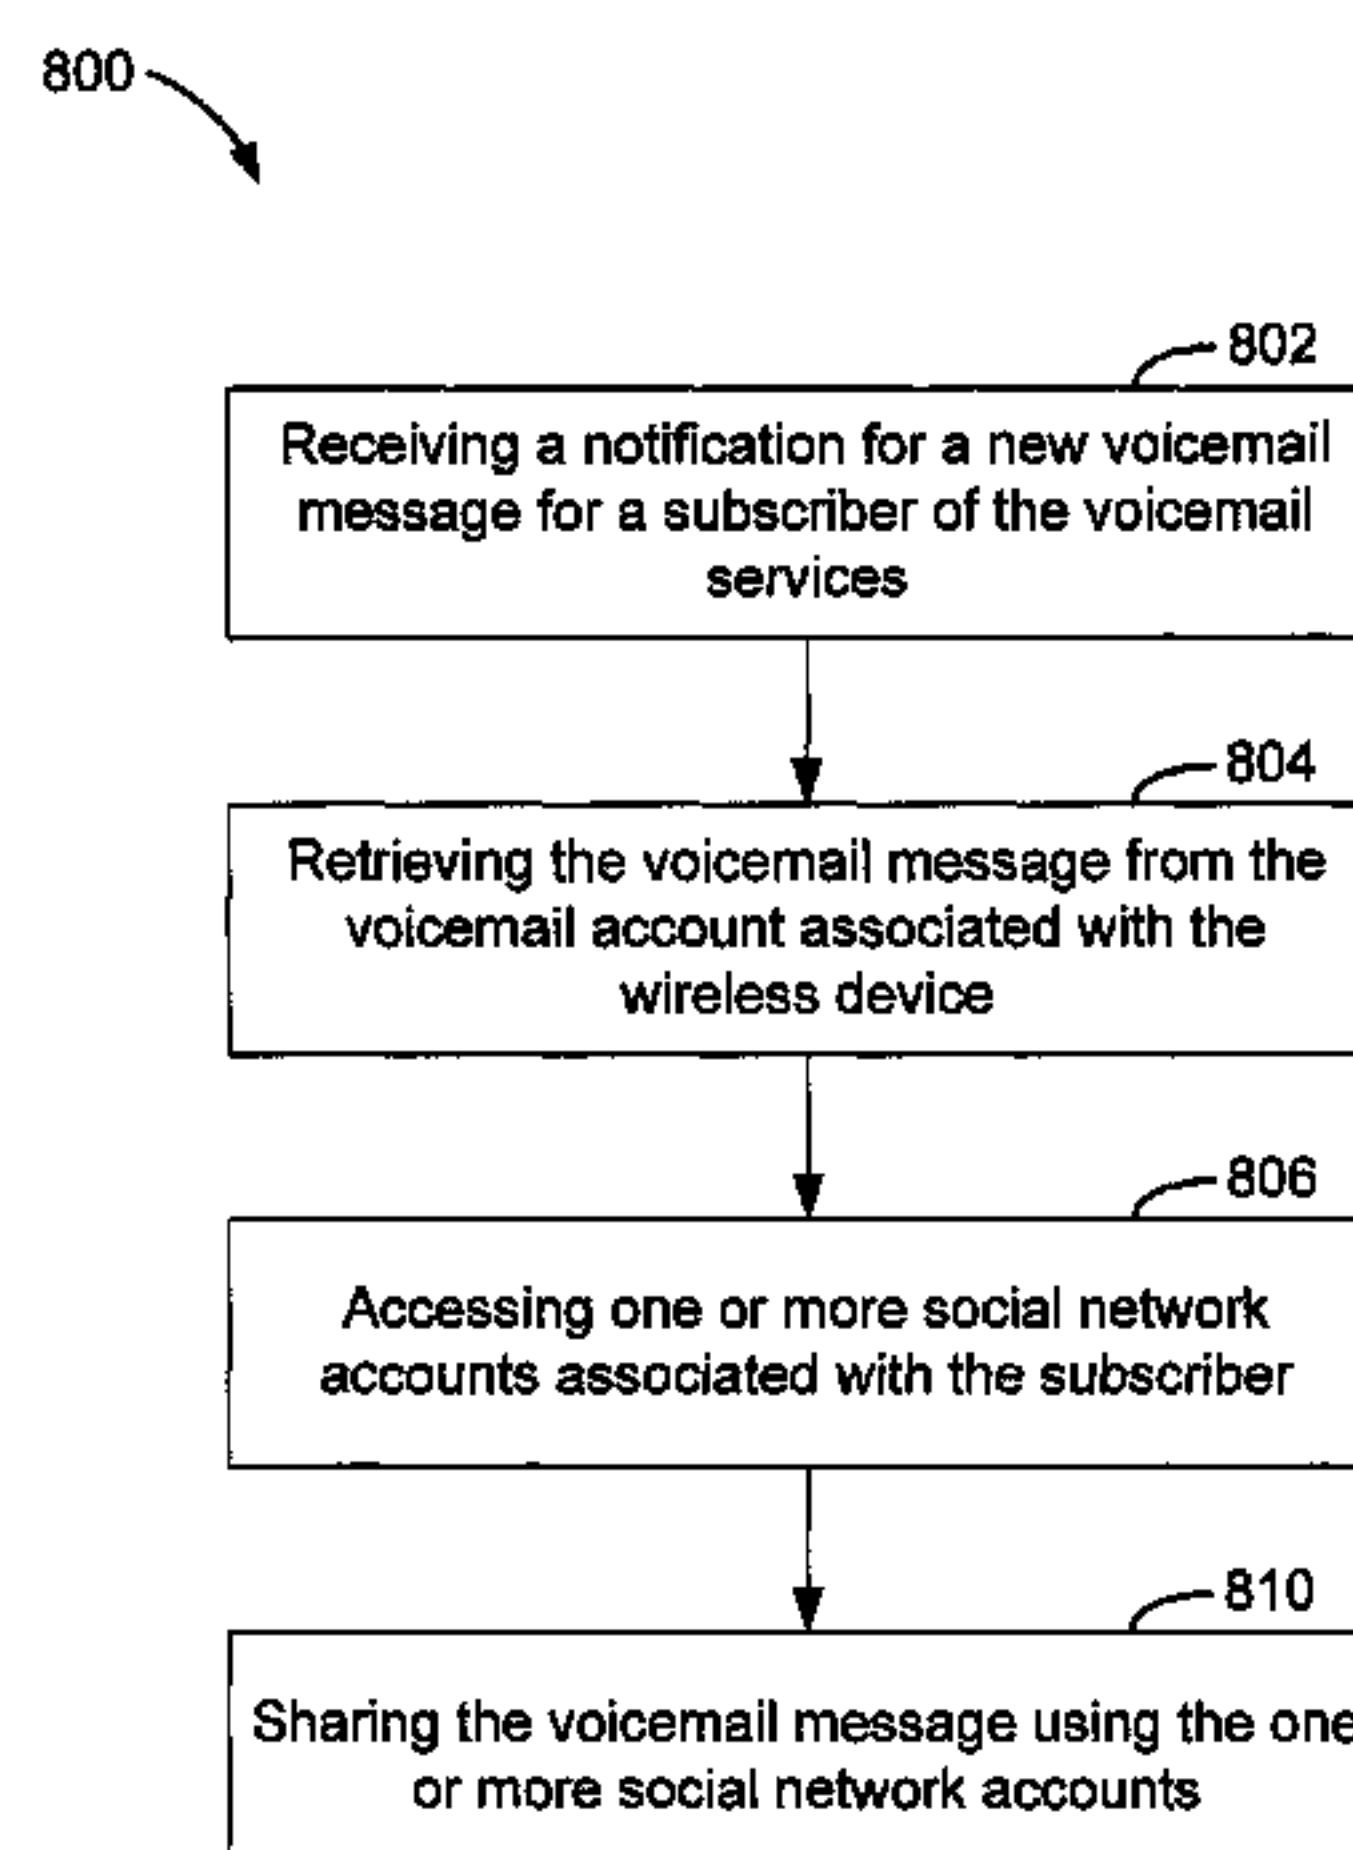 800
802
Receiving a notification for a new voicemail
message for a subscriber of the voicemail
services
804
Retrieving the voicemail message from the
voicemail account associated with the
wireless device
806
Accessing one or more social network
accounts associated with the subscriber
810
Sharing the voicemail message using the one
or more social network accounts